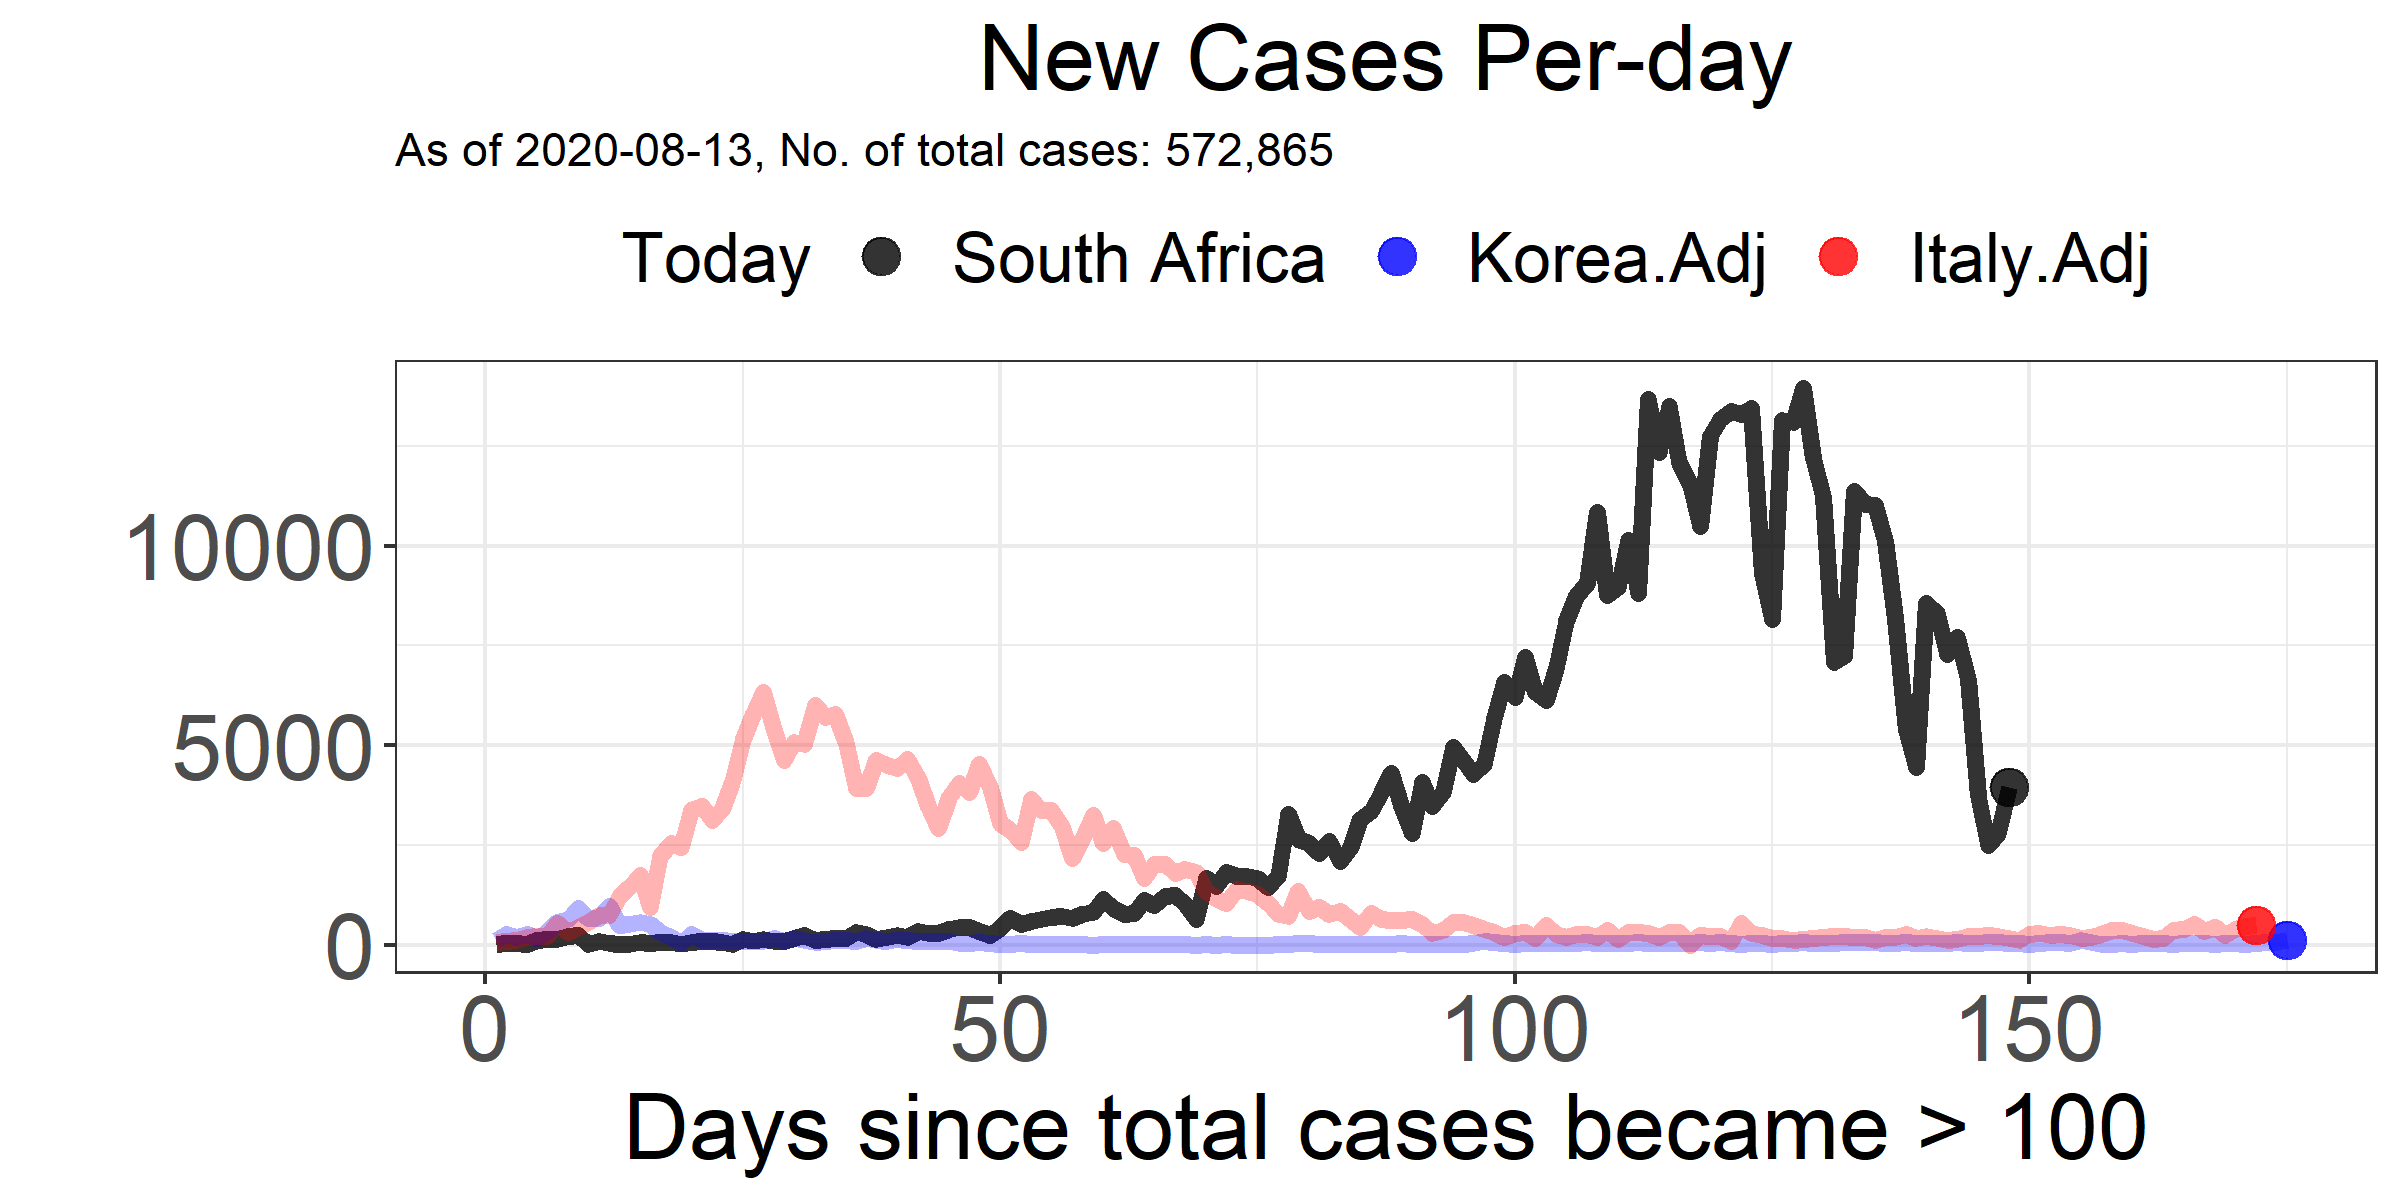 New Cases Per-day
As of 2020-08-13, No. of total cases: 572,865
Today South Africa Korea.Adj Italy.Adj
10000
5000
0
0 50 100 150
Days since total cases became > 100